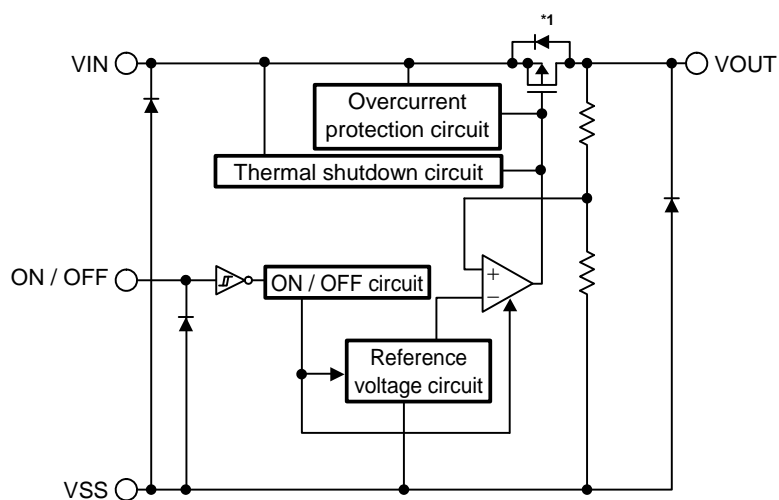 *1
VIN
VOUT
Overcurrent
protection circuit
Thermal shutdown circuit
ON / OFF
ON / OFF circuit
+
−
Reference
voltage circuit
VSS